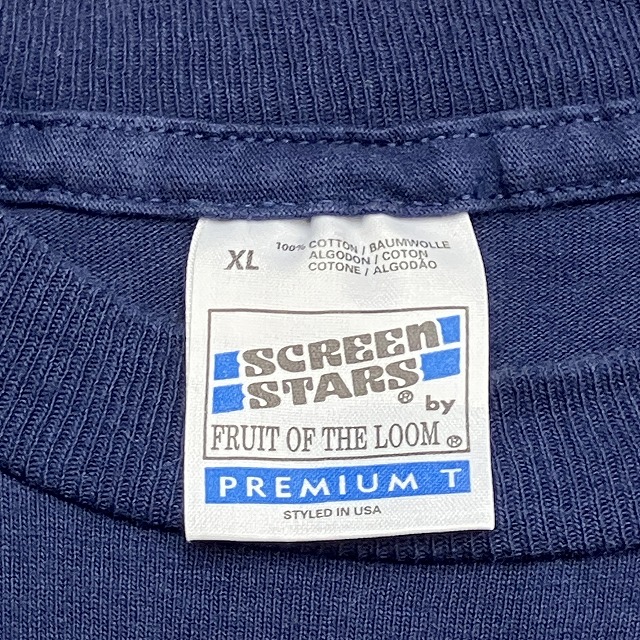 XL
100% COTTON / BAUMWOLLE
ALGODON / COTON
COTONE / ALGODÃO
SCREEN
STARS®
by
FRUIT OF THE LOOM ®
PREMIUM T
STYLED IN USA